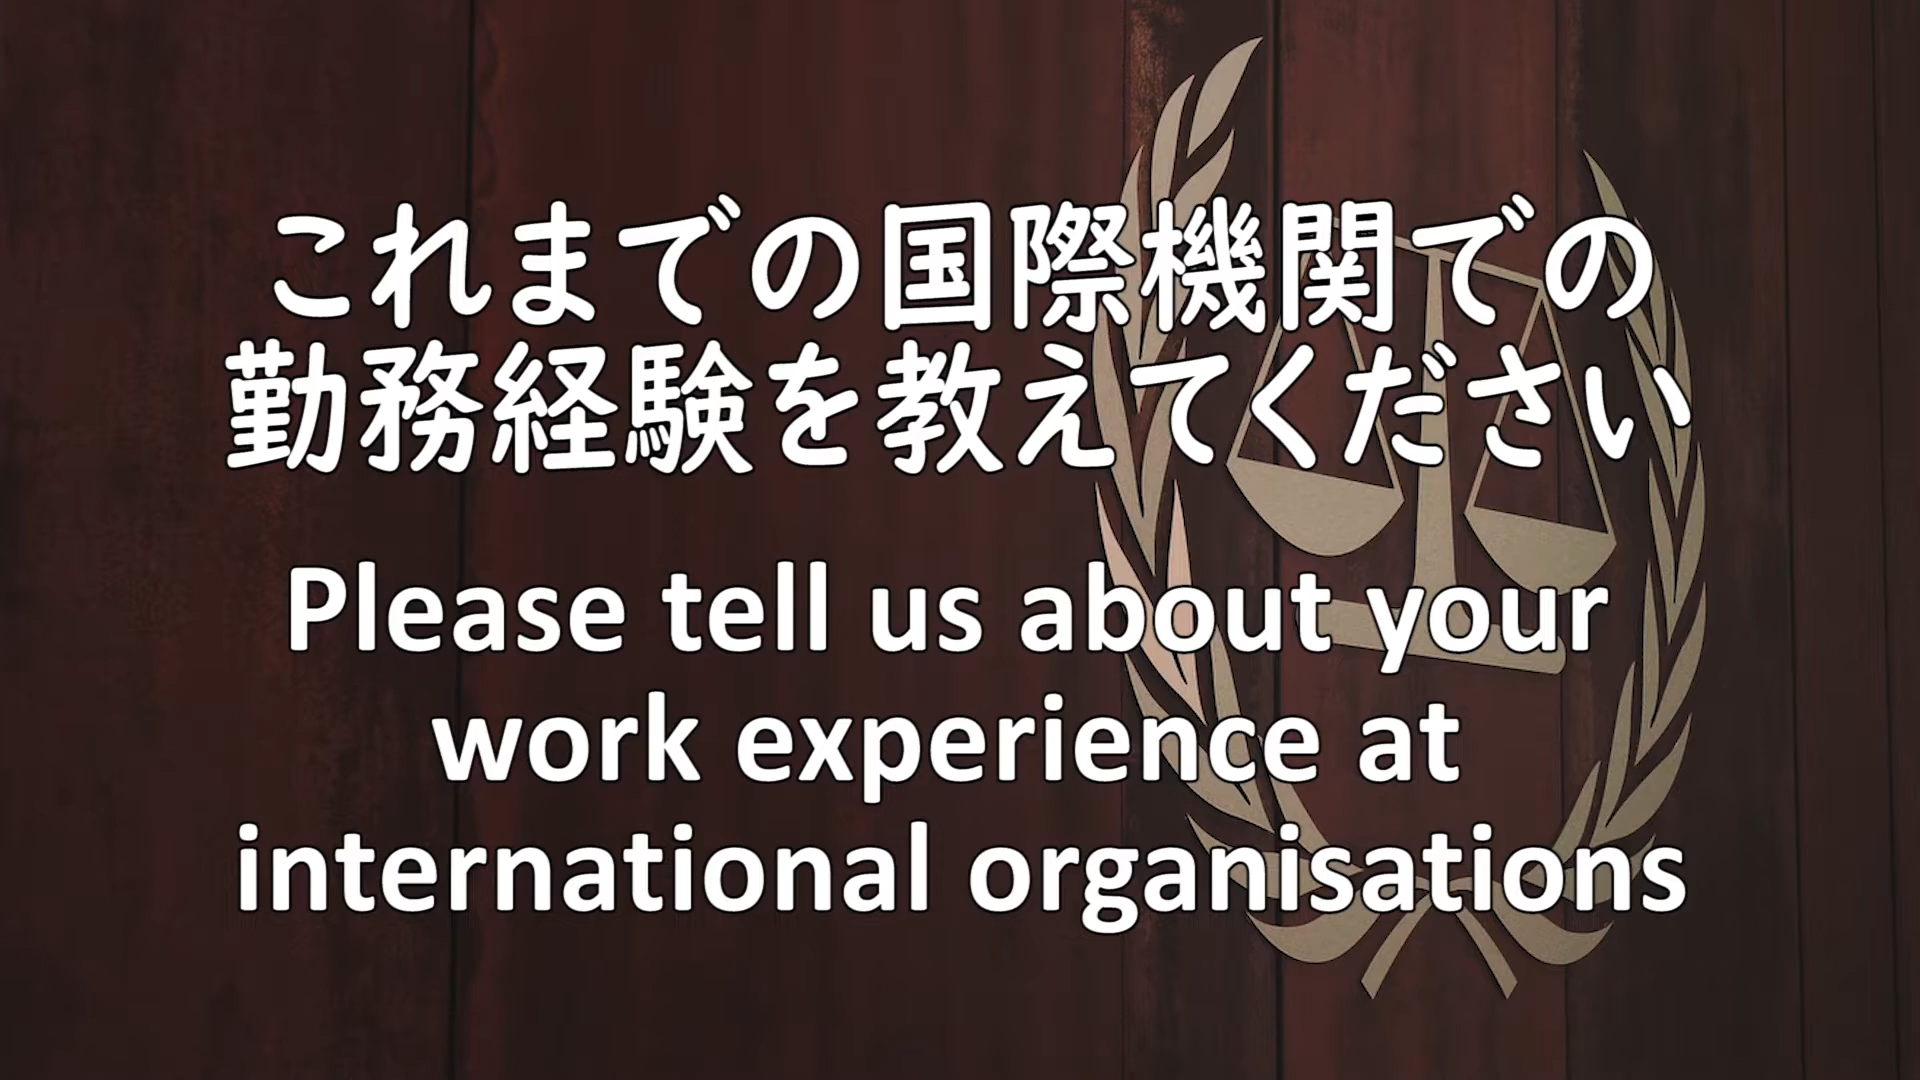 これまでの国際機関での
勤務経験を教えてください
Please tell us about your
work experience at
international organisations